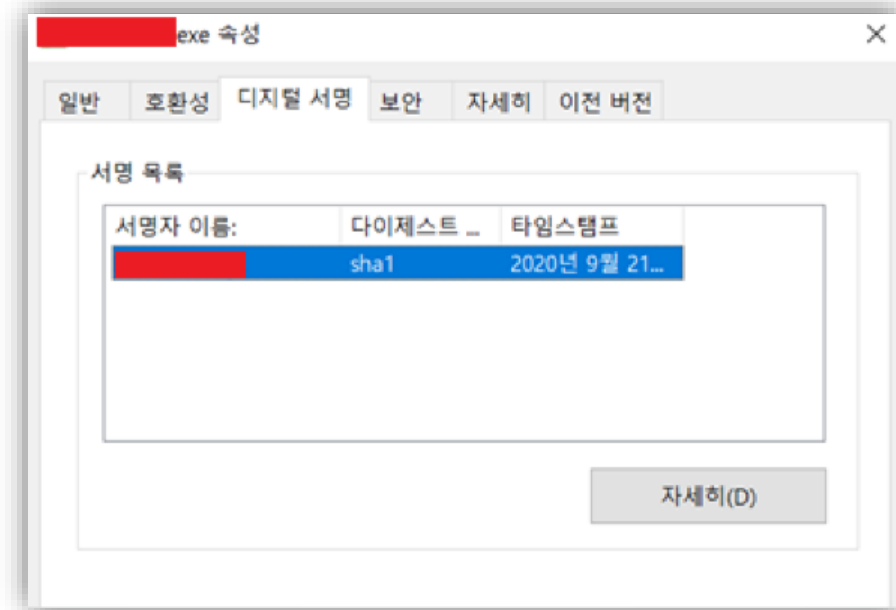 exe 속성
일반 호환성 디지털 서명 보안 자세히 이전 버전
서명 목록
서명자 이름: 다이제스트 ... 타임스탬프
sha1 2020년 9월 21...
자세히(D)